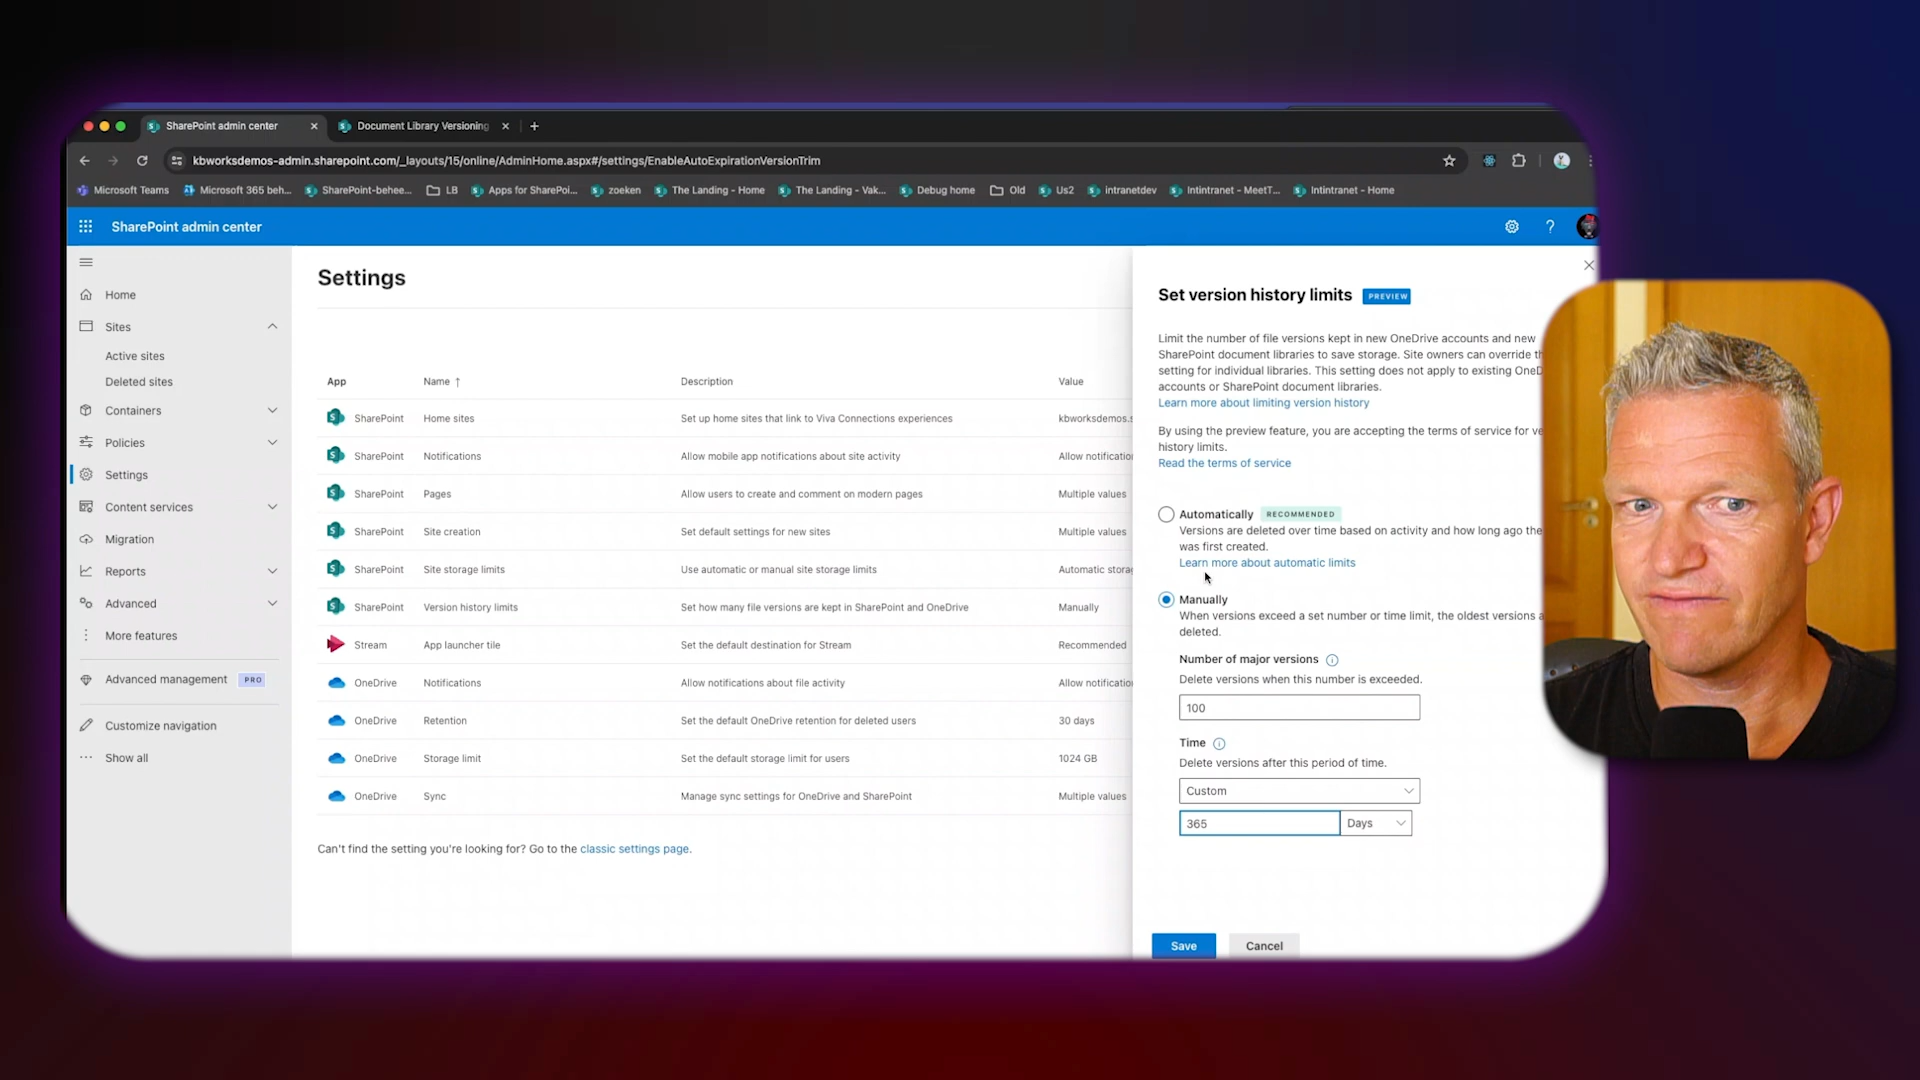 SharePoint admin center
Document Library Versioning
kbworksdemos-admin.sharepoint.com/_layouts/15/online/AdminHome.aspx#/settings/EnableAutoExpirationVersionTrim
Microsoft Teams
Microsoft 365 beh...
SharePoint-behee...
LB
Apps for SharePoi...
zoeken
The Landing - Home
The Landing - Vak...
Debug home
Old
Us2
intranetdev
Intintranet - MeetT...
Intintranet - Home
SharePoint admin center
Home
Sites
Active sites
Deleted sites
Containers
Policies
Settings
Content services
Migration
Reports
Advanced
More features
Advanced management PRO
Customize navigation
Show all
Settings
App Name ↑ Description Value
SharePoint Home sites Set up home sites that link to Viva Connections experiences kbworksdemos.s
SharePoint Notifications Allow mobile app notifications about site activity Allow notificatio
SharePoint Pages Allow users to create and comment on modern pages Multiple values
SharePoint Site creation Set default settings for new sites Multiple values
SharePoint Site storage limits Use automatic or manual site storage limits Automatic stora
SharePoint Version history limits Set how many file versions are kept in SharePoint and OneDrive Manually
Stream App launcher tile Set the default destination for Stream Recommended
OneDrive Notifications Allow notifications about file activity Allow notificatio
OneDrive Retention Set the default OneDrive retention for deleted users 30 days
OneDrive Storage limit Set the default storage limit for users 1024 GB
OneDrive Sync Manage sync settings for OneDrive and SharePoint Multiple values
Can't find the setting you're looking for? Go to the classic settings page.
Set version history limits PREVIEW
Limit the number of file versions kept in new OneDrive accounts and new
SharePoint document libraries to save storage. Site owners can override th
setting for individual libraries. This setting does not apply to existing OneD
accounts or SharePoint document libraries.
Learn more about limiting version history
By using the preview feature, you are accepting the terms of service for ve
history limits.
Read the terms of service
Automatically RECOMMENDED
Versions are deleted over time based on activity and how long ago the
was first created.
Learn more about automatic limits
Manually
When versions exceed a set number or time limit, the oldest versions a
deleted.
Number of major versions
Delete versions when this number is exceeded.
100
Time
Delete versions after this period of time.
Custom
365 Days
Save Cancel